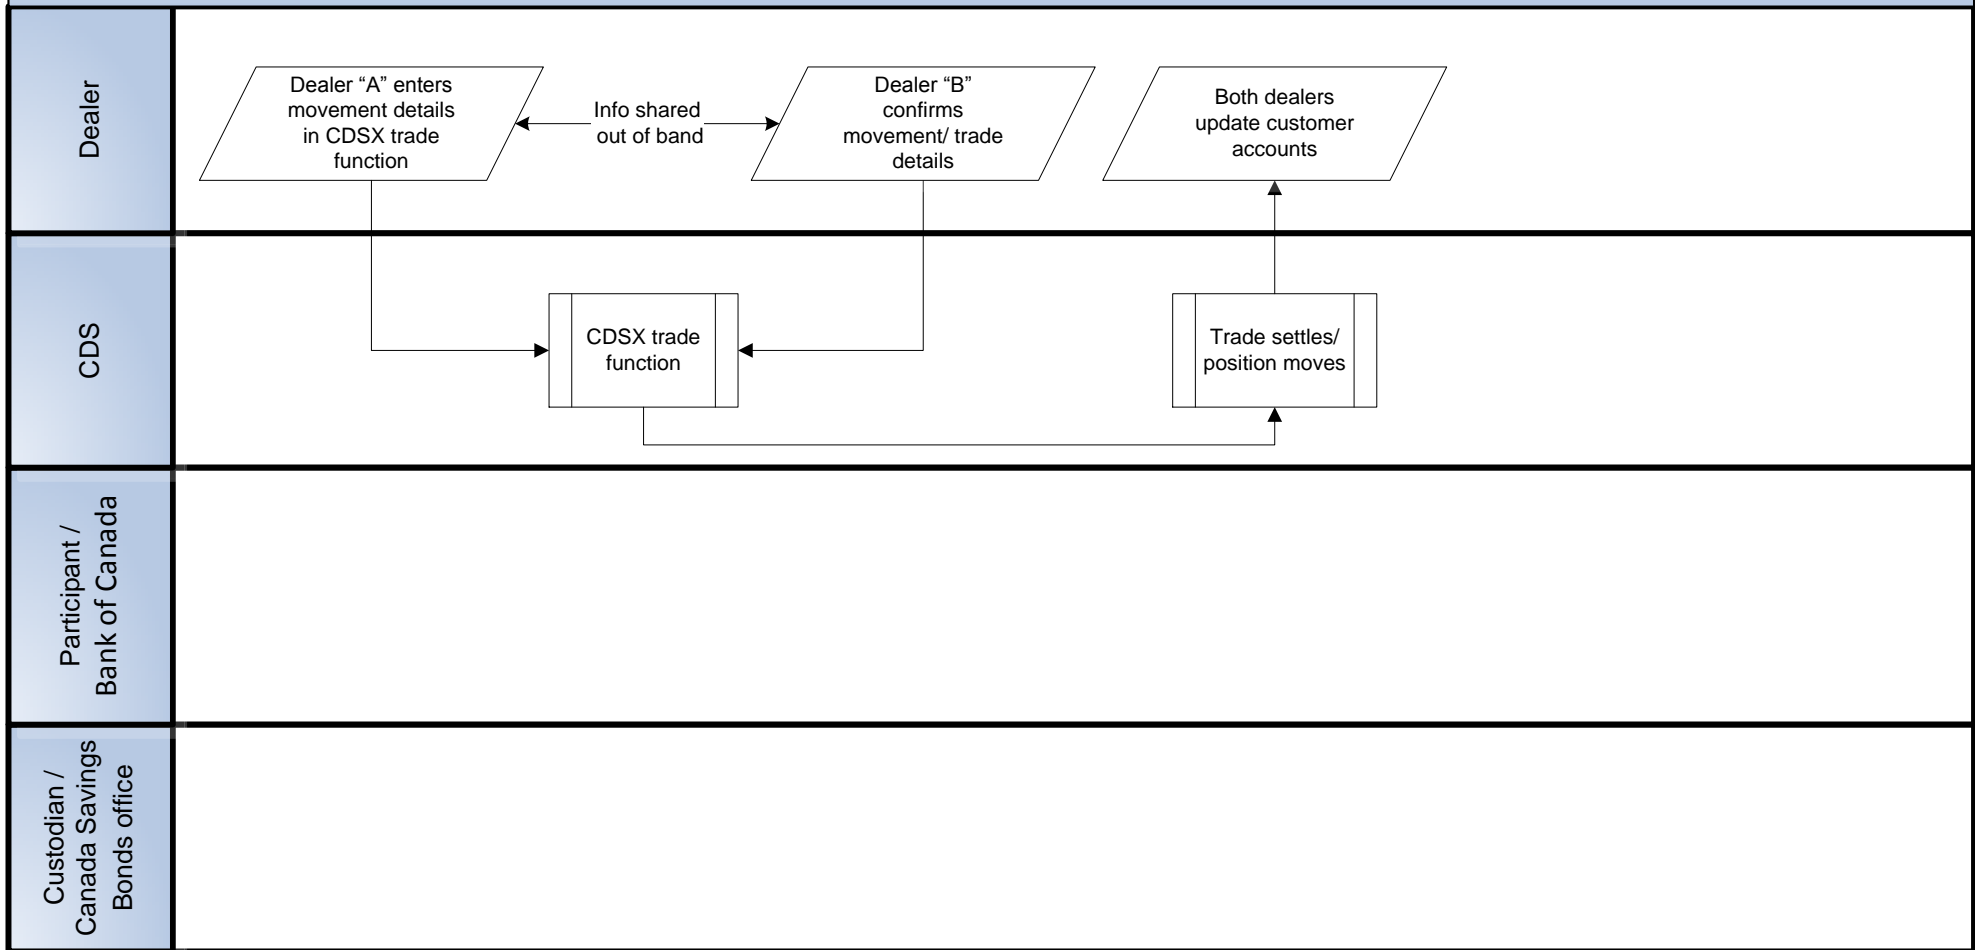 Dealer
Dealer “A” enters
movement details
in CDSX trade
function
Info shared
out of band
Dealer “B”
confirms
movement/ trade
details
Both dealers
update customer
accounts
CDS
CDSX trade
function
Trade settles/
position moves
Participant /
Bank of Canada
Custodian /
Canada Savings
Bonds office